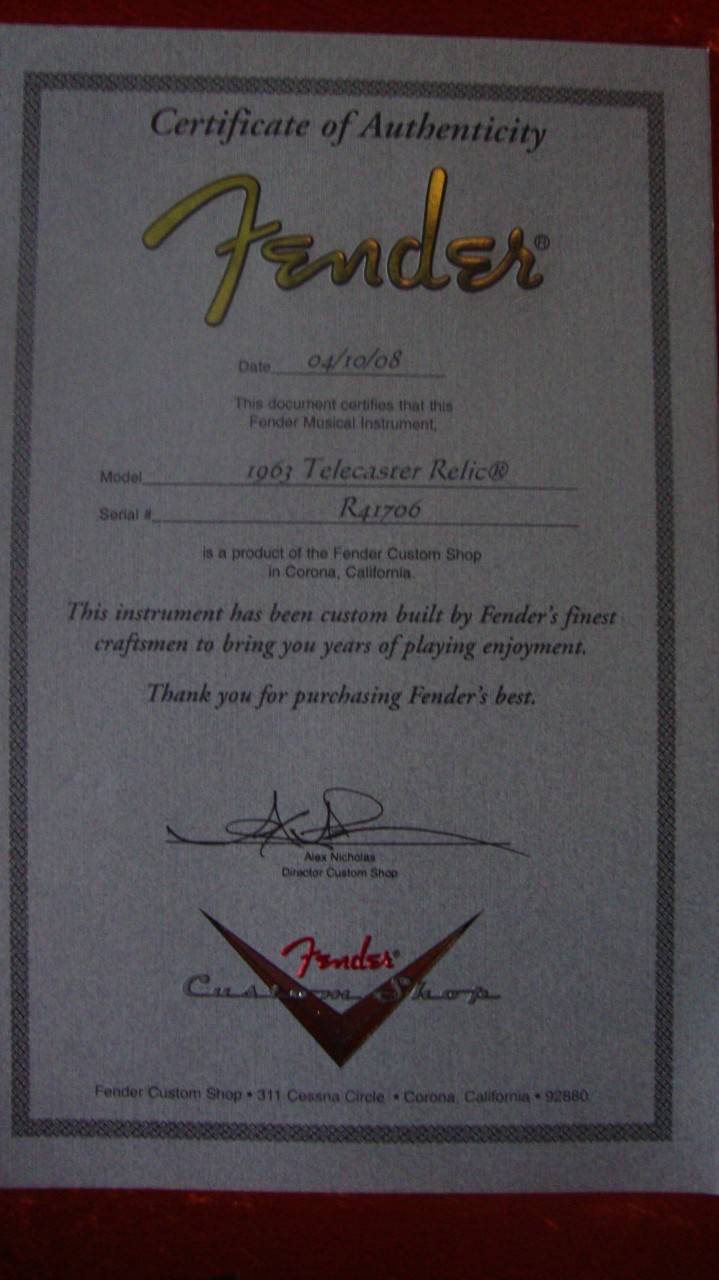 Certificate of Authenticity
Fender®
Date 04/10/08
This document certifies that this
Fender Musical Instrument,
Model 1963 Telecaster Relic®
Serial # R41706
is a product of the Fender Custom Shop
in Corona, California.
This instrument has been custom built by Fender's finest
craftsmen to bring you years of playing enjoyment.
Thank you for purchasing Fender's best.
Alex Nicholas
Director Custom Shop
Fender®
Custom Shop
Fender Custom Shop • 311 Cessna Circle • Corona, California • 92880